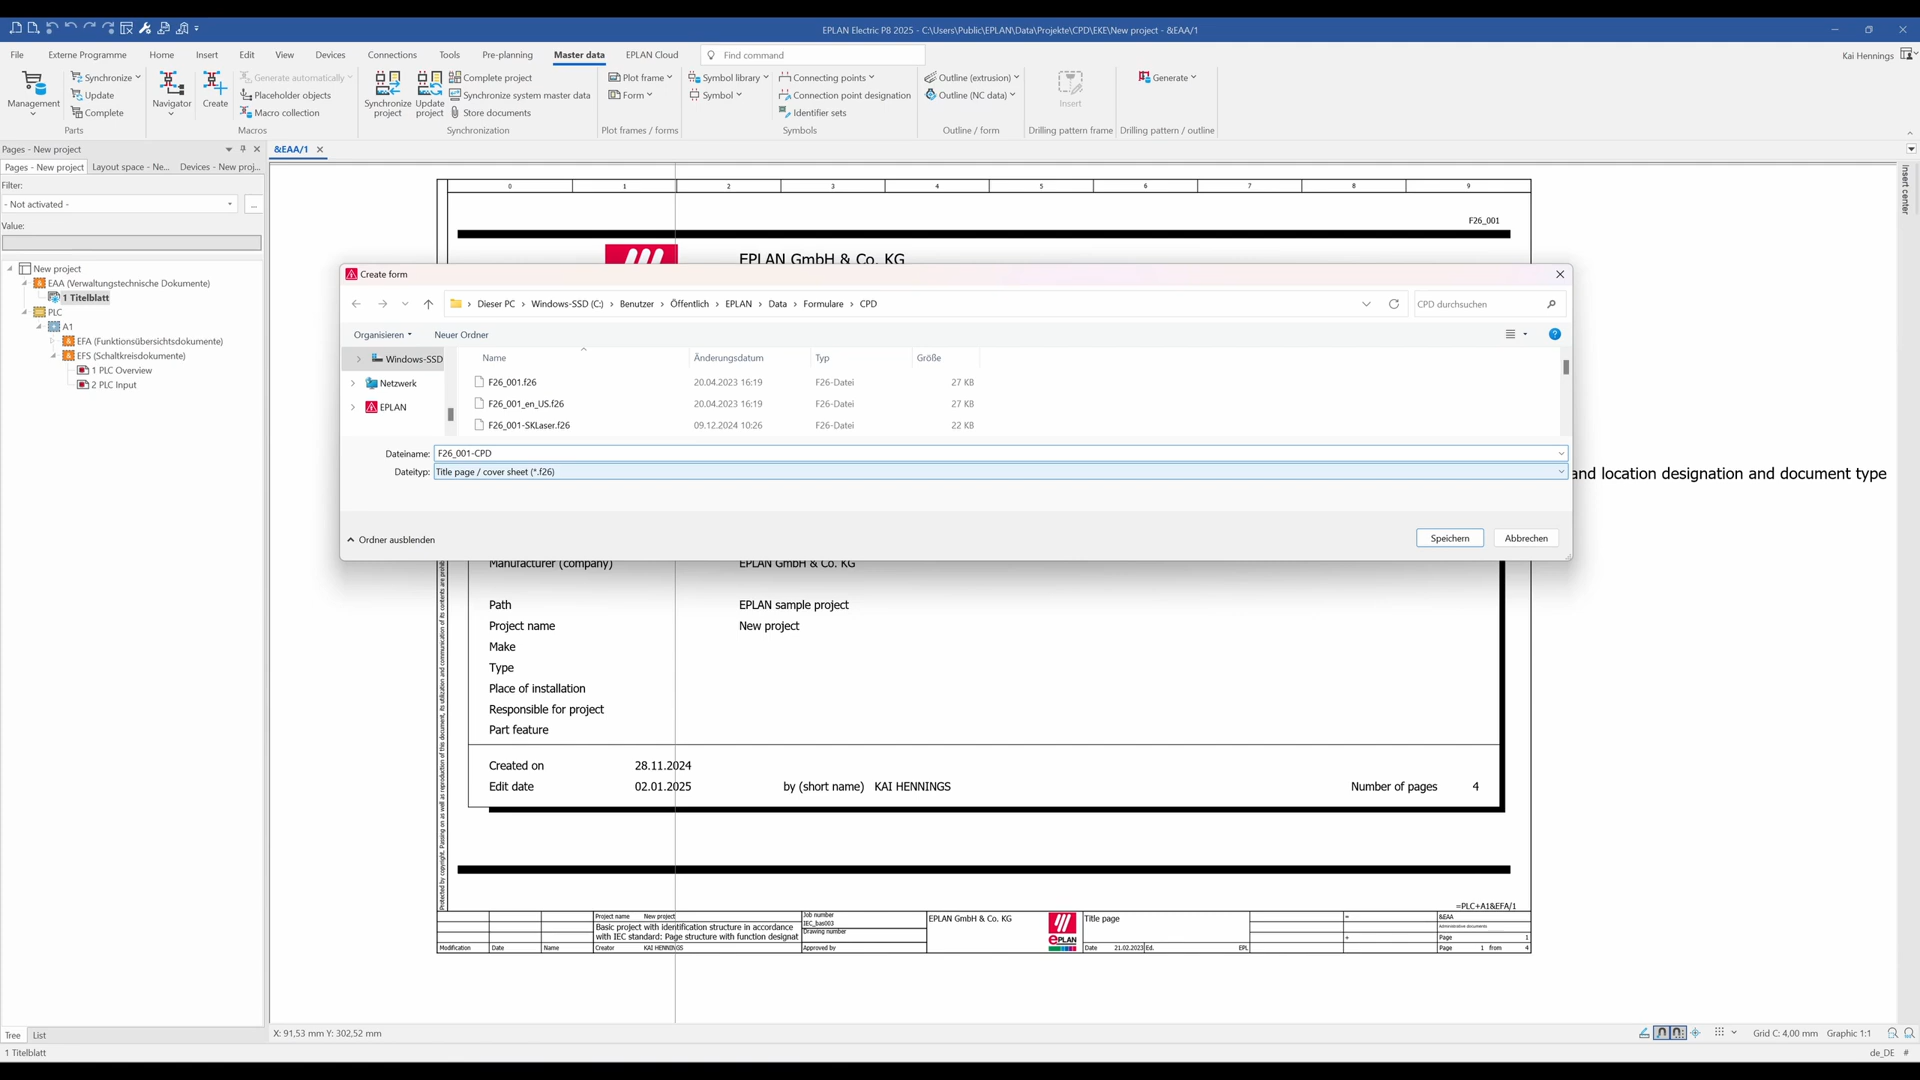 EPLAN Electric P8 2025 - C:\Users\Public\EPLAN\Data\Projekte\CPD\EKE\New project - &EAA/1
File Externe Programme Home Insert Edit View Devices Connections Tools Pre-planning Master data EPLAN Cloud Find command Kai Hennings
Management
Synchronize
Update
Complete
Parts
Navigator
Create
Generate automatically
Placeholder objects
Macro collection
Macros
Synchronize project
Update project
Complete project
Synchronize system master data
Store documents
Synchronization
Plot frame
Form
Plot frames / forms
Symbol library
Symbol
Connecting points
Connection point designation
Identifier sets
Symbols
Outline (extrusion)
Outline (NC data)
Outline / form
Insert
Drilling pattern frame
Generate
Drilling pattern / outline
Pages - New project
Pages - New project Layout space - Ne... Devices - New proj...
Filter:
- Not activated -
...
Value:
New project
EAA (Verwaltungstechnische Dokumente)
1 Titelblatt
PLC
A1
EFA (Funktionsübersichtsdokumente)
EFS (Schaltkreisdokumente)
1 PLC Overview
2 PLC Input
Tree List
1 Titelblatt
&EAA/1
Insert center
0 1 2 3 4 5 6 7 8 9
F26_001
EPLAN GmbH & Co. KG
Create form
Dieser PC > Windows-SSD (C:) > Benutzer > Öffentlich > EPLAN > Data > Formulare > CPD
CPD durchsuchen
Organisieren Neuer Ordner
Windows-SSD
Netzwerk
EPLAN
Name Änderungsdatum Typ Größe
F26_001.f26 20.04.2023 16:19 F26-Datei 27 KB
F26_001_en_US.f26 20.04.2023 16:19 F26-Datei 27 KB
F26_001-SKLaser.f26 09.12.2024 10:26 F26-Datei 22 KB
Dateiname: F26_001-CPD
Dateityp: Title page / cover sheet (*.f26)
Ordner ausblenden
Speichern Abbrechen
and location designation and document type
Manufacturer (company) EPLAN GmbH & Co. KG
Path EPLAN sample project
Project name New project
Make
Type
Place of installation
Responsible for project
Part feature
Created on 28.11.2024
Edit date 02.01.2025 by (short name) KAI HENNINGS Number of pages 4
=PLC+A1&EFA/1
Modification Date Name
Project name New project
Basic project with identification structure in accordance
with IEC standard: Page structure with function designat
Creator KAI HENNINGS
Job number
IEC_bas003
Drawing number
Approved by
EPLAN GmbH & Co. KG
ePLAN
Title page
Date 21.02.2023 Ed. EPL
=
+
&EAA
Administrative documents
Page 1
Page 1 from 4
X: 91,53 mm Y: 302,52 mm
Grid C: 4,00 mm Graphic 1:1
de_DE #